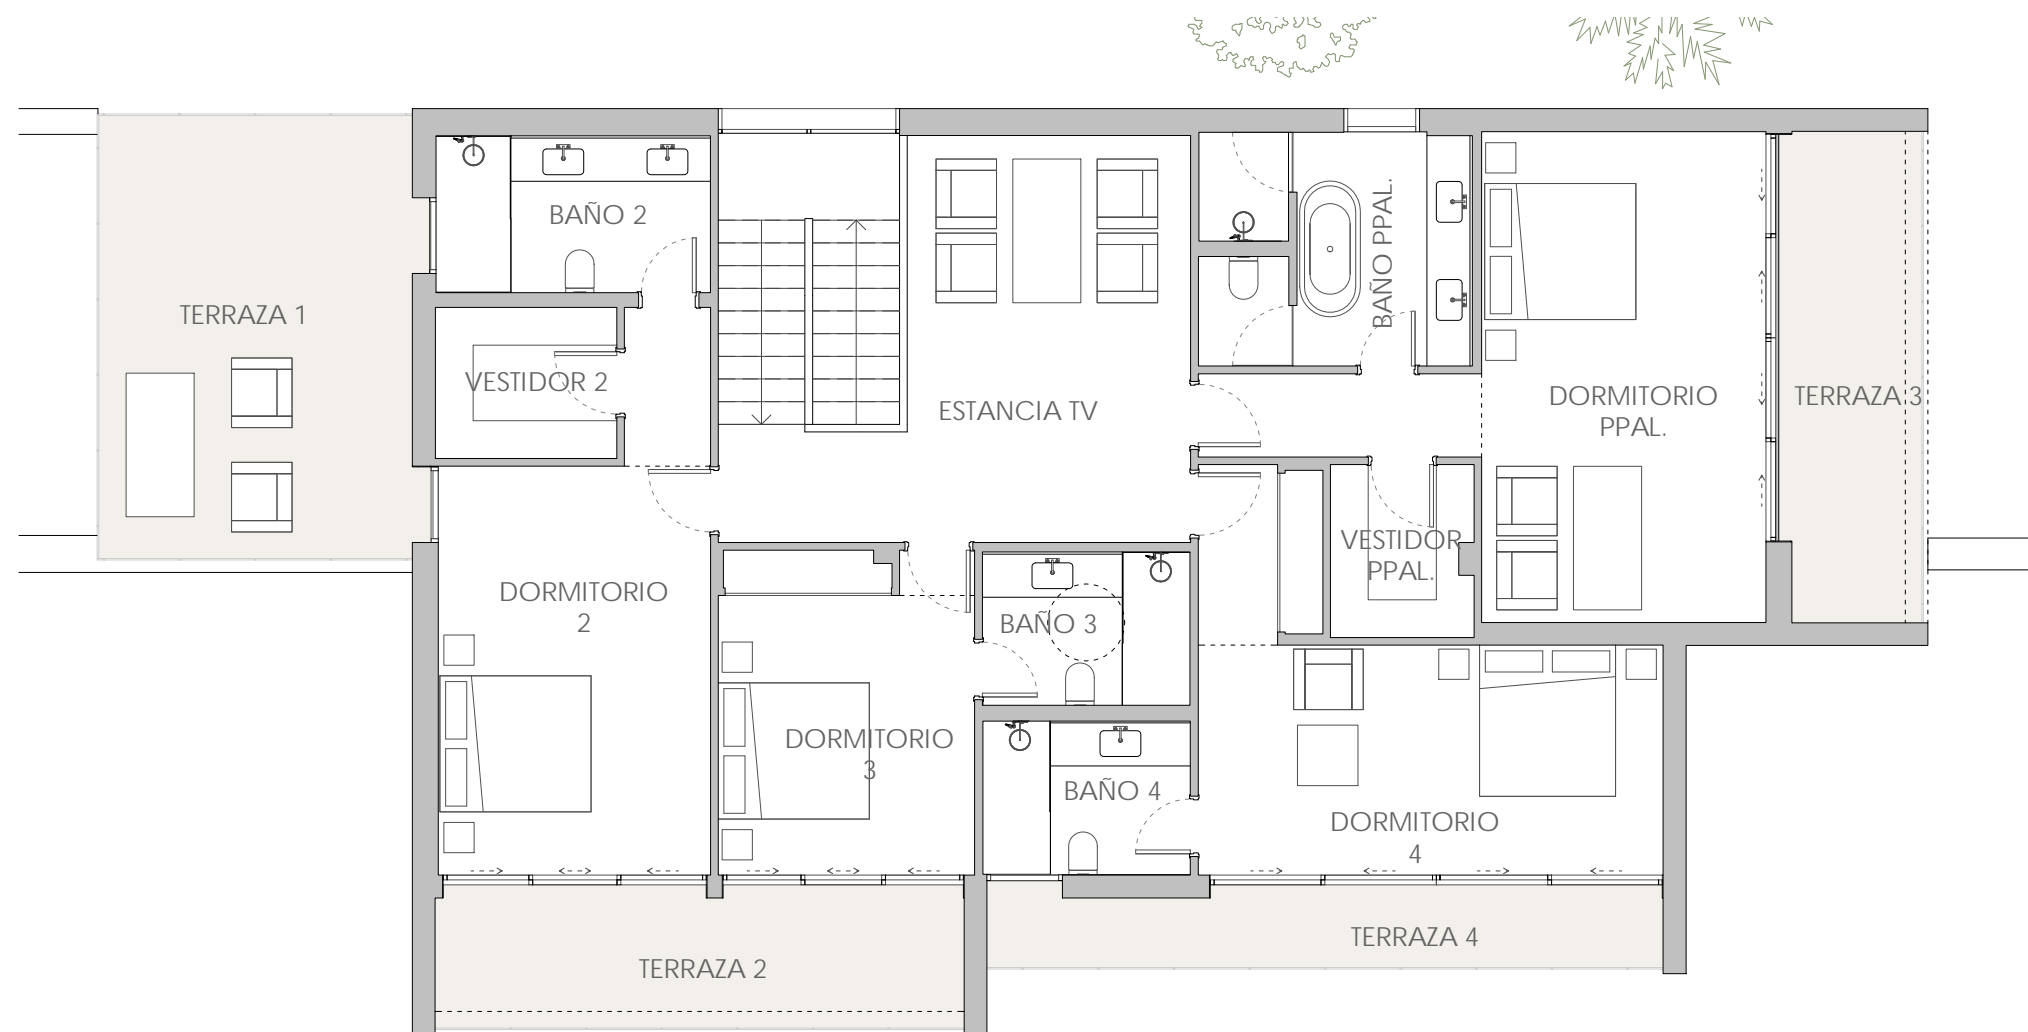 BAÑO 2
BAÑO PPAL.
TERRAZA 1
VESTIDOR 2
ESTANCIA TV
DORMITORIO
PPAL.
TERRAZA 3
VESTIDOR
PPAL.
DORMITORIO
2
BAÑO 3
DORMITORIO
3
BAÑO 4
DORMITORIO
4
TERRAZA 4
TERRAZA 2